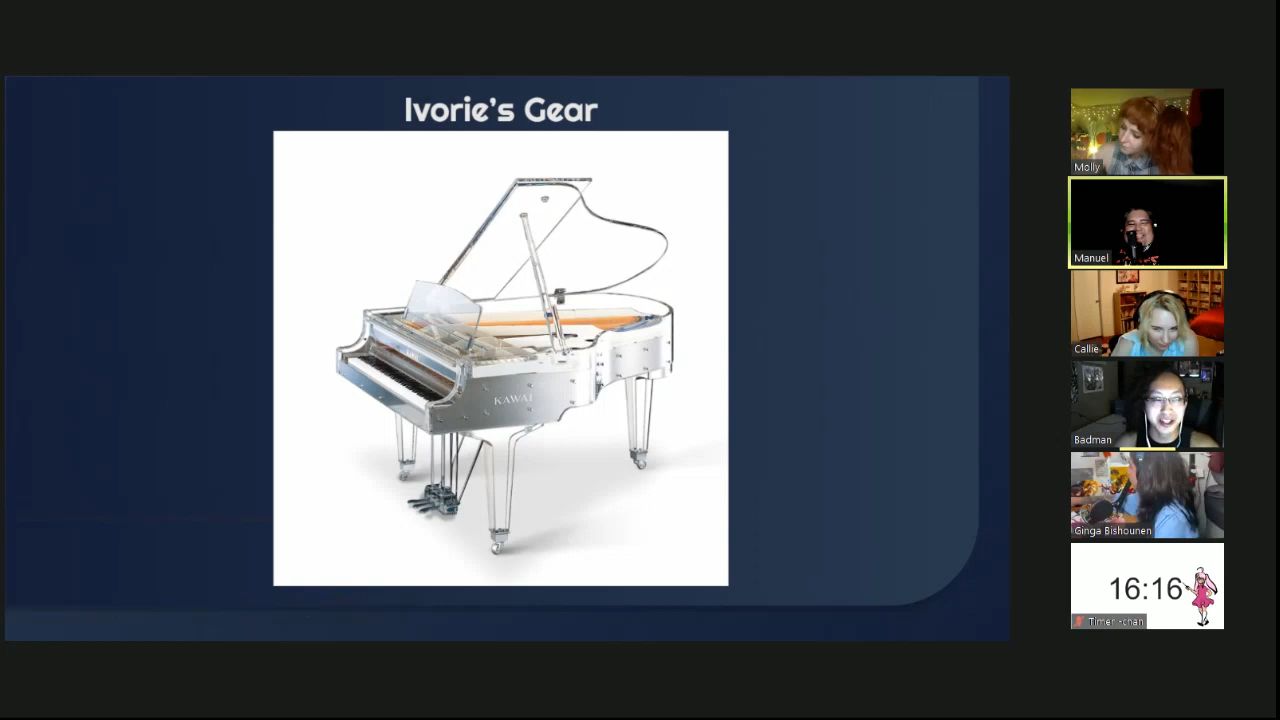 Ivorie's Gear
KAWAI
Molly
Manuel
Callie
Badman
Ginga Bishounen
16:16
Timer-chan